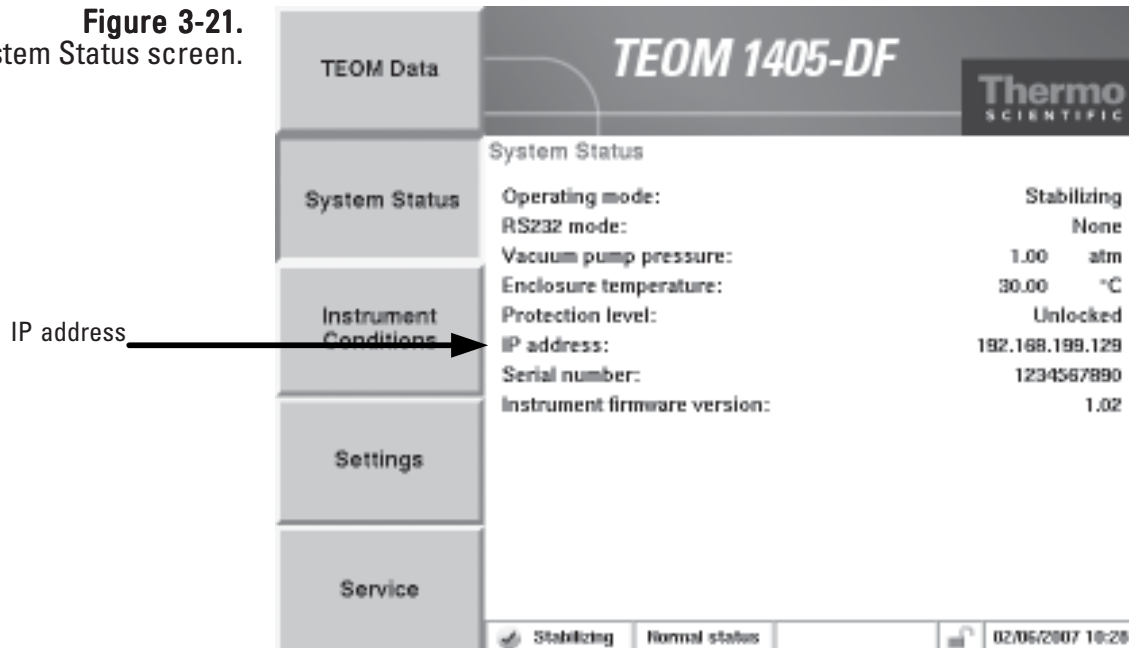 Figure 3-21.
stem Status screen.
IP address
TEOM Data
System Status
Instrument
Conditions
Settings
Service
TEOM 1405-DF
Thermo
SCIENTIFIC
System Status
Operating mode: Stabilizing
RS232 mode: None
Vacuum pump pressure: 1.00 atm
Enclosure temperature: 30.00 °C
Protection level: Unlocked
IP address: 192.168.199.129
Serial number: 1234567890
Instrument firmware version: 1.02
Stabilizing Normal status 02/06/2007 10:28